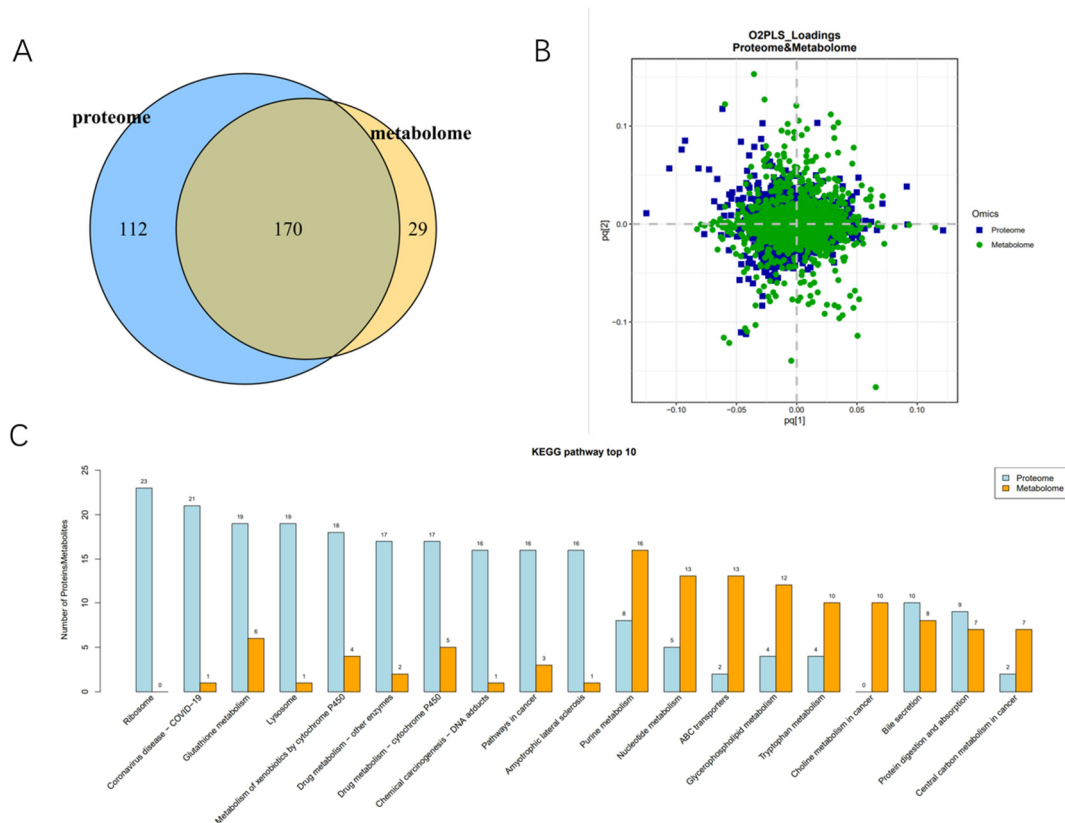 A
proteome
metabolome
112
170
29
B
O2PLS_Loadings
Proteome&Metabolome
0.1
0.0
−0.1
pq[2]
−0.10
−0.05
0.00
0.05
0.10
pq[1]
Omics
Proteome
Metabolome
C
KEGG pathway top 10
Proteome
Metabolome
Number of Proteins&Metabolites
25
20
15
10
5
0
23
0
21
1
19
6
19
1
18
4
17
2
17
5
16
1
16
3
16
1
8
16
5
13
2
13
4
12
4
10
0
10
10
8
9
7
2
7
Ribosome
Coronavirus disease − COVID−19
Glutathione metabolism
Lysosome
Metabolism of xenobiotics by cytochrome P450
Drug metabolism − other enzymes
Drug metabolism − cytochrome P450
Chemical carcinogenesis − DNA adducts
Pathways in cancer
Amyotrophic lateral sclerosis
Purine metabolism
Nucleotide metabolism
ABC transporters
Glycerophospholipid metabolism
Tryptophan metabolism
Choline metabolism in cancer
Bile secretion
Protein digestion and absorption
Central carbon metabolism in cancer